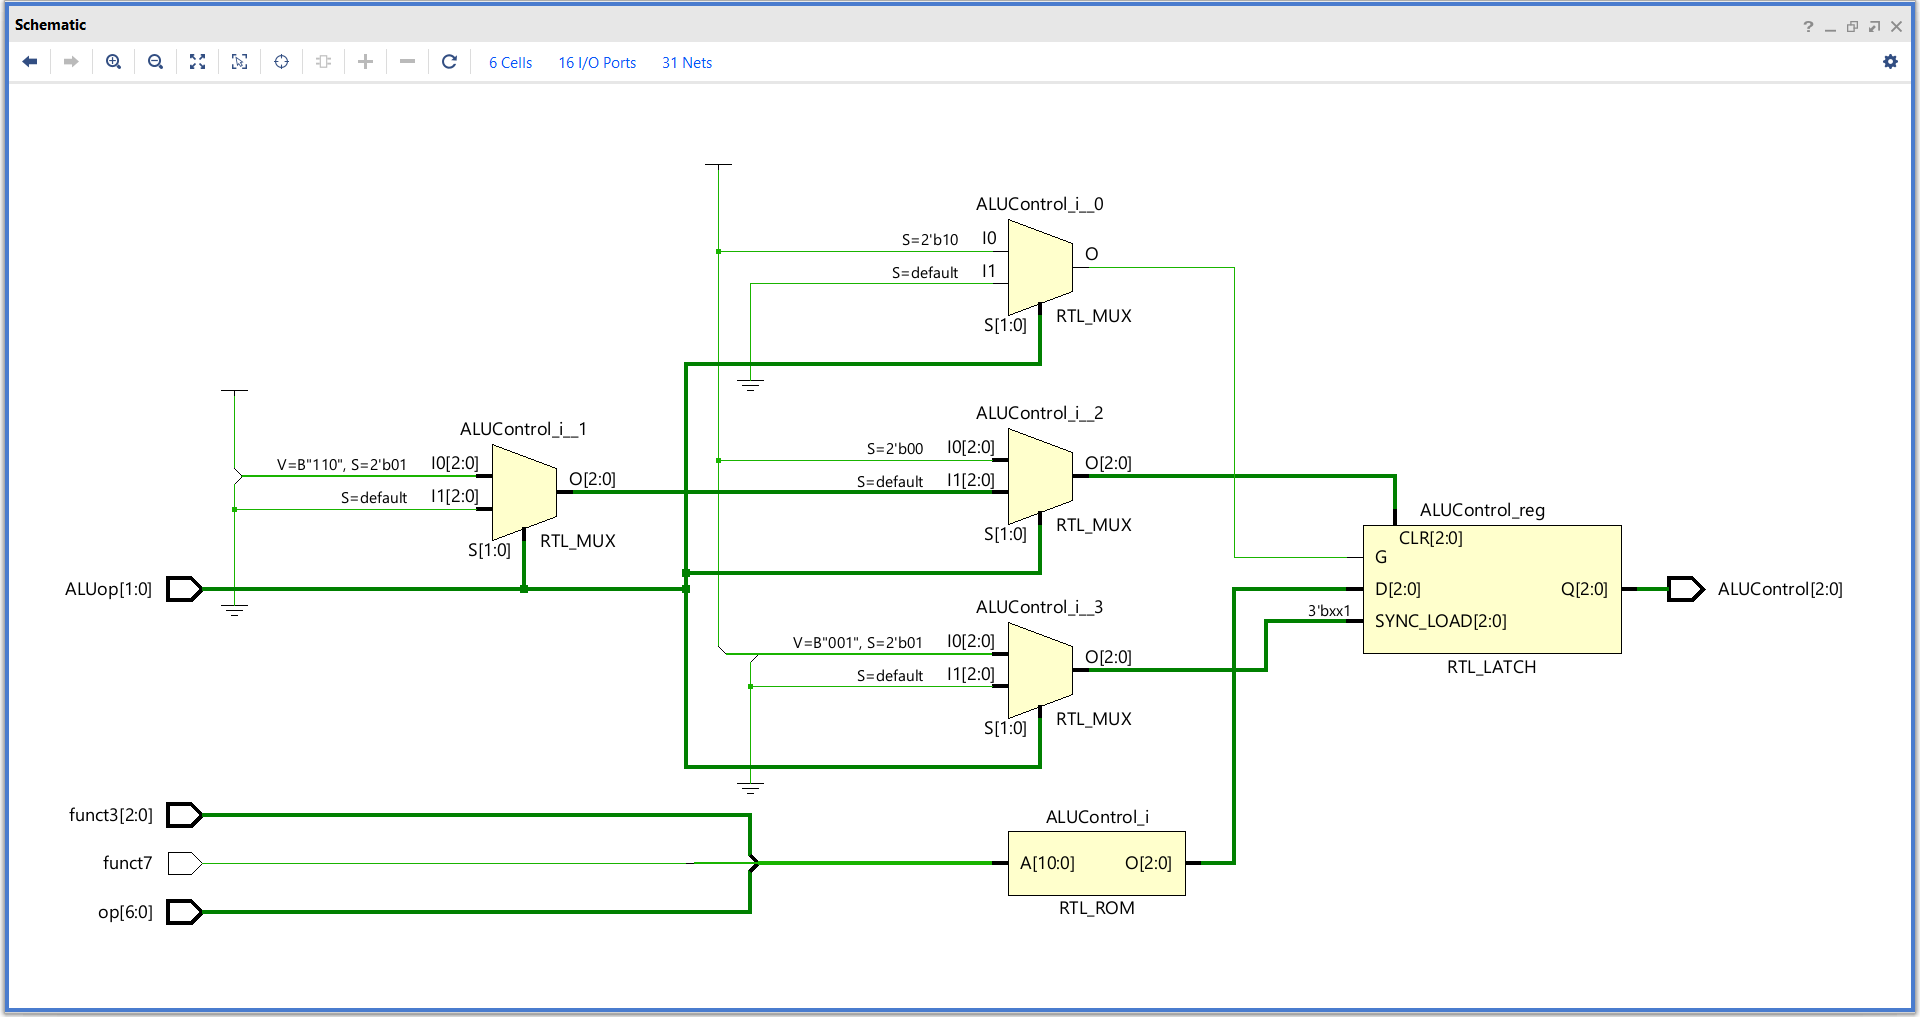 Schematic
?
6 Cells 16 I/O Ports 31 Nets
ALUControl_i__0
S=2'b10 I0
O
S=default I1
RTL_MUX
S[1:0]
ALUControl_i__2
ALUControl_i__1
S=2'b00 I0[2:0]
O[2:0]
V=B"110", S=2'b01 I0[2:0]
O[2:0]
S=default I1[2:0]
S=default I1[2:0]
ALUControl_reg
RTL_MUX
S[1:0]
CLR[2:0]
RTL_MUX
S[1:0]
G
ALUop[1:0]
D[2:0] Q[2:0]
ALUControl[2:0]
ALUControl_i__3
3'bxx1
SYNC_LOAD[2:0]
V=B"001", S=2'b01 I0[2:0]
O[2:0]
RTL_LATCH
S=default I1[2:0]
RTL_MUX
S[1:0]
funct3[2:0]
ALUControl_i
funct7
A[10:0] O[2:0]
op[6:0]
RTL_ROM